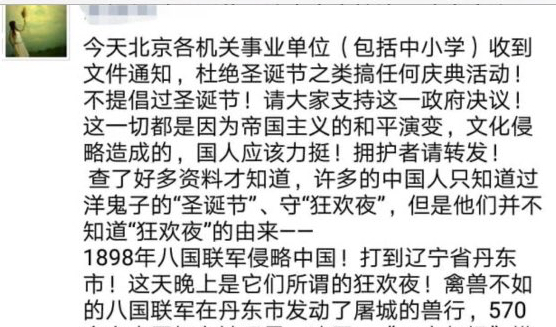 今天北京各机关事业单位（包括中小学）收到
文件通知，杜绝圣诞节之类搞任何庆典活动！
不提倡过圣诞节！请大家支持这一政府决议！
这一切都是因为帝国主义的和平演变，文化侵
略造成的，国人应该力挺！拥护者请转发！
查了好多资料才知道，许多的中国人只知道过
洋鬼子的“圣诞节”、守“狂欢夜”，但是他们并不
知道“狂欢夜”的由来——
1898年八国联军侵略中国！打到辽宁省丹东
市！这天晚上是它们所谓的狂欢夜！禽兽不如
的八国联军在丹东市发动了屠城的兽行，570